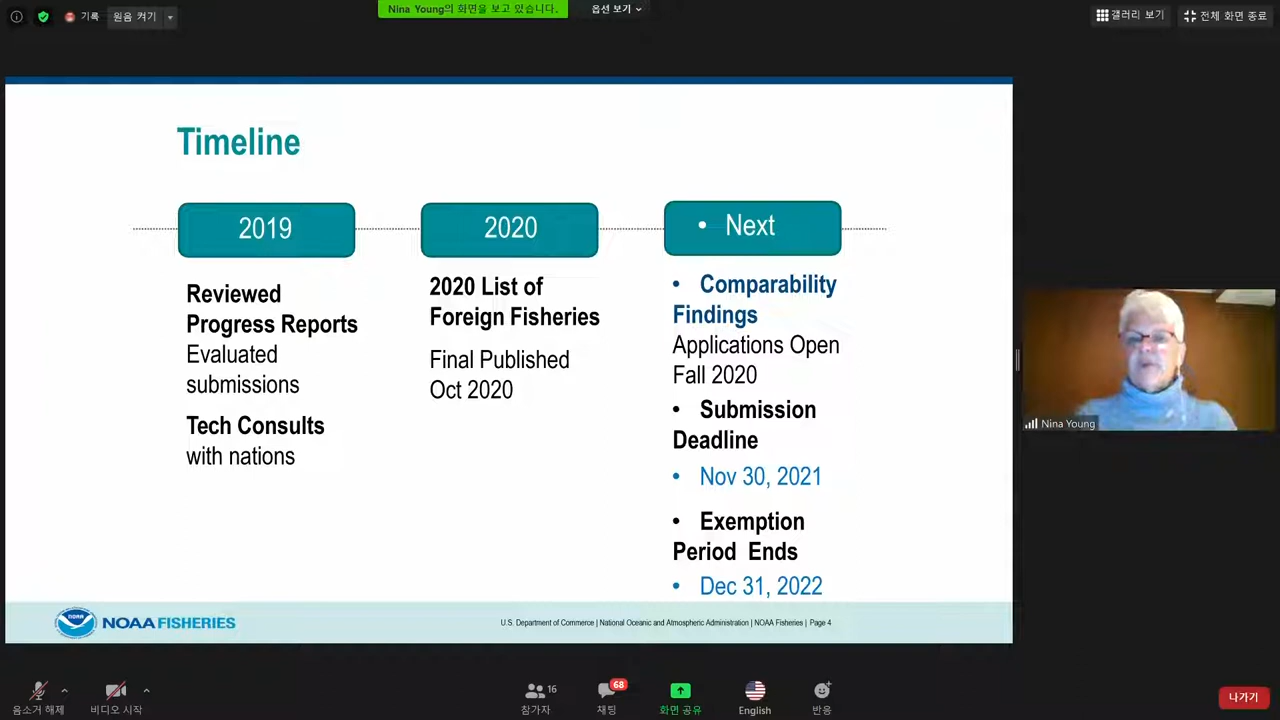 기록
원음 켜기
Nina Young의 화면을 보고 있습니다.
옵션 보기
갤러리 보기
전체 화면 종료
Timeline
2019
2020
• Next
Reviewed
Progress Reports
Evaluated
submissions
Tech Consults
with nations
2020 List of
Foreign Fisheries
Final Published
Oct 2020
• Comparability
Findings
Applications Open
Fall 2020
• Submission
Deadline
• Nov 30, 2021
• Exemption
Period Ends
• Dec 31, 2022
NOAA
NOAA FISHERIES
U.S. Department of Commerce | National Oceanic and Atmospheric Administration | NOAA Fisheries | Page 4
Nina Young
음소거 해제
비디오 시작
16
참가자
68
채팅
화면 공유
English
반응
나가기